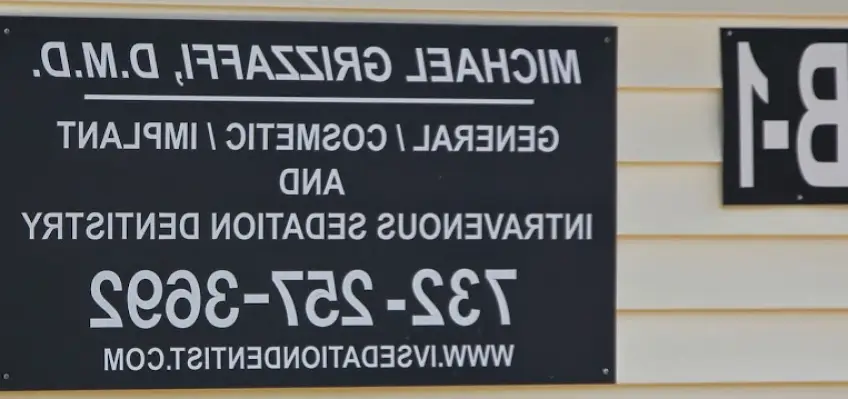 MICHAEL GRIZZAFFI, D.M.D.
GENERAL / COSMETIC / IMPLANT
AND
INTRAVENOUS SEDATION DENTISTRY
732-257-3692
WWW.IVSEDATIONDENTIST.COM
B-1